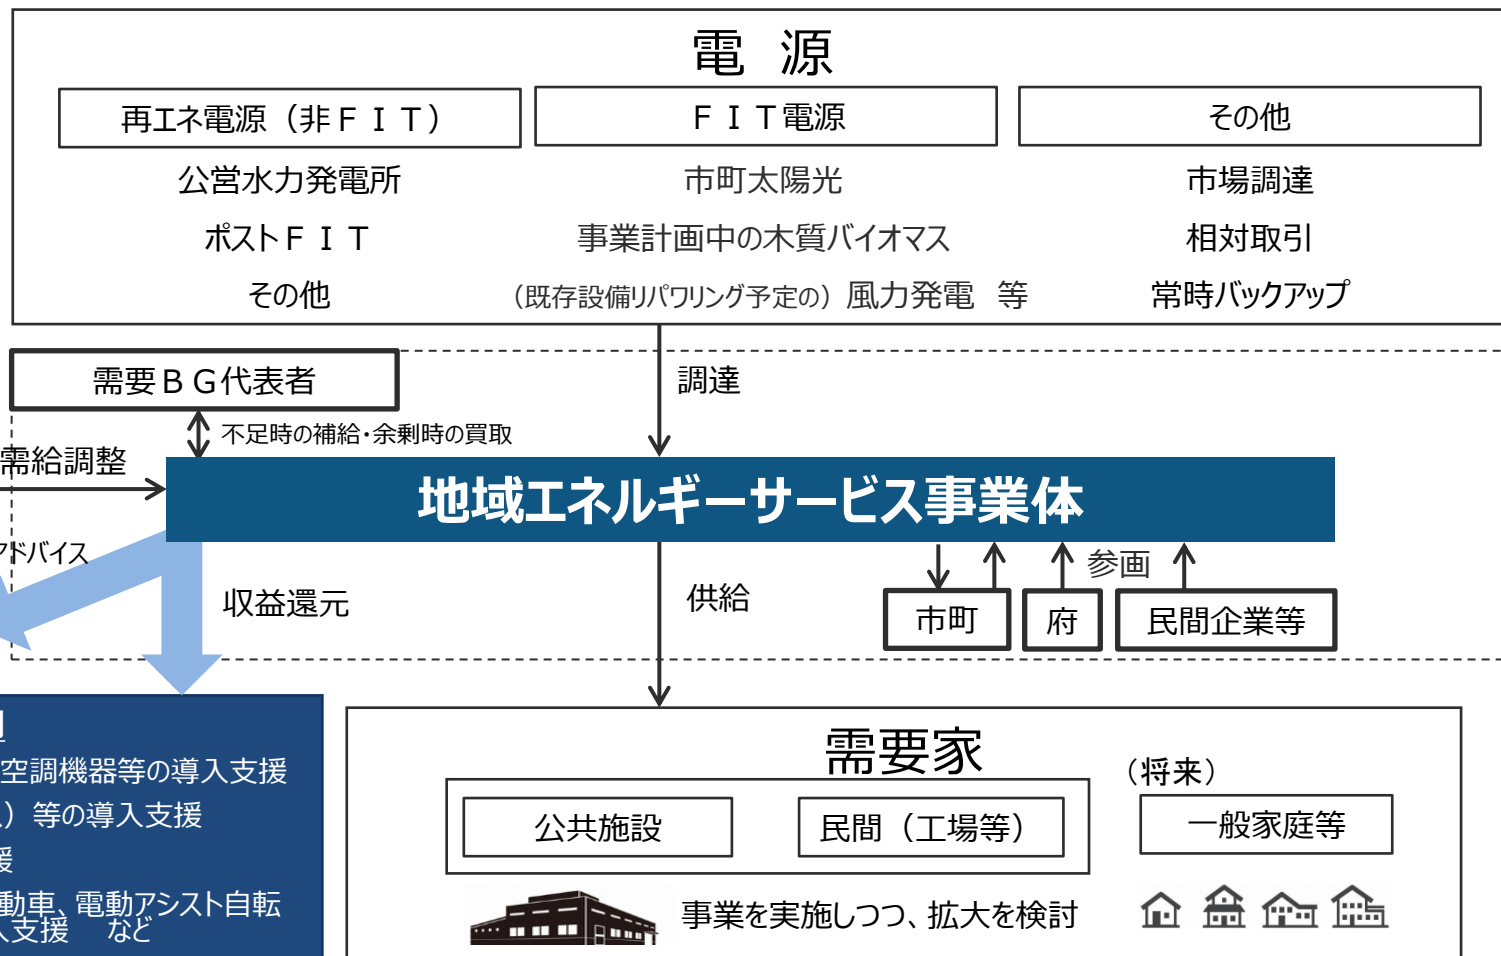 電 源
再エネ電源（非ＦＩＴ）
ＦＩＴ電源
その他
公営水力発電所
市町太陽光
市場調達
ポストＦＩＴ
事業計画中の木質バイオマス
相対取引
その他
（既存設備リパワリング予定の）風力発電 等
常時バックアップ
需要ＢＧ代表者
調達
不足時の補給・余剰時の買取
需給調整
地域エネルギーサービス事業体
アドバイス
収益還元
供給
参画
市町
府
民間企業等
空調機器等の導入支援
）等の導入支援
援
動車、電動アシスト自転
入支援 など
需要家
（将来）
公共施設
民間（工場等）
一般家庭等
事業を実施しつつ、拡大を検討